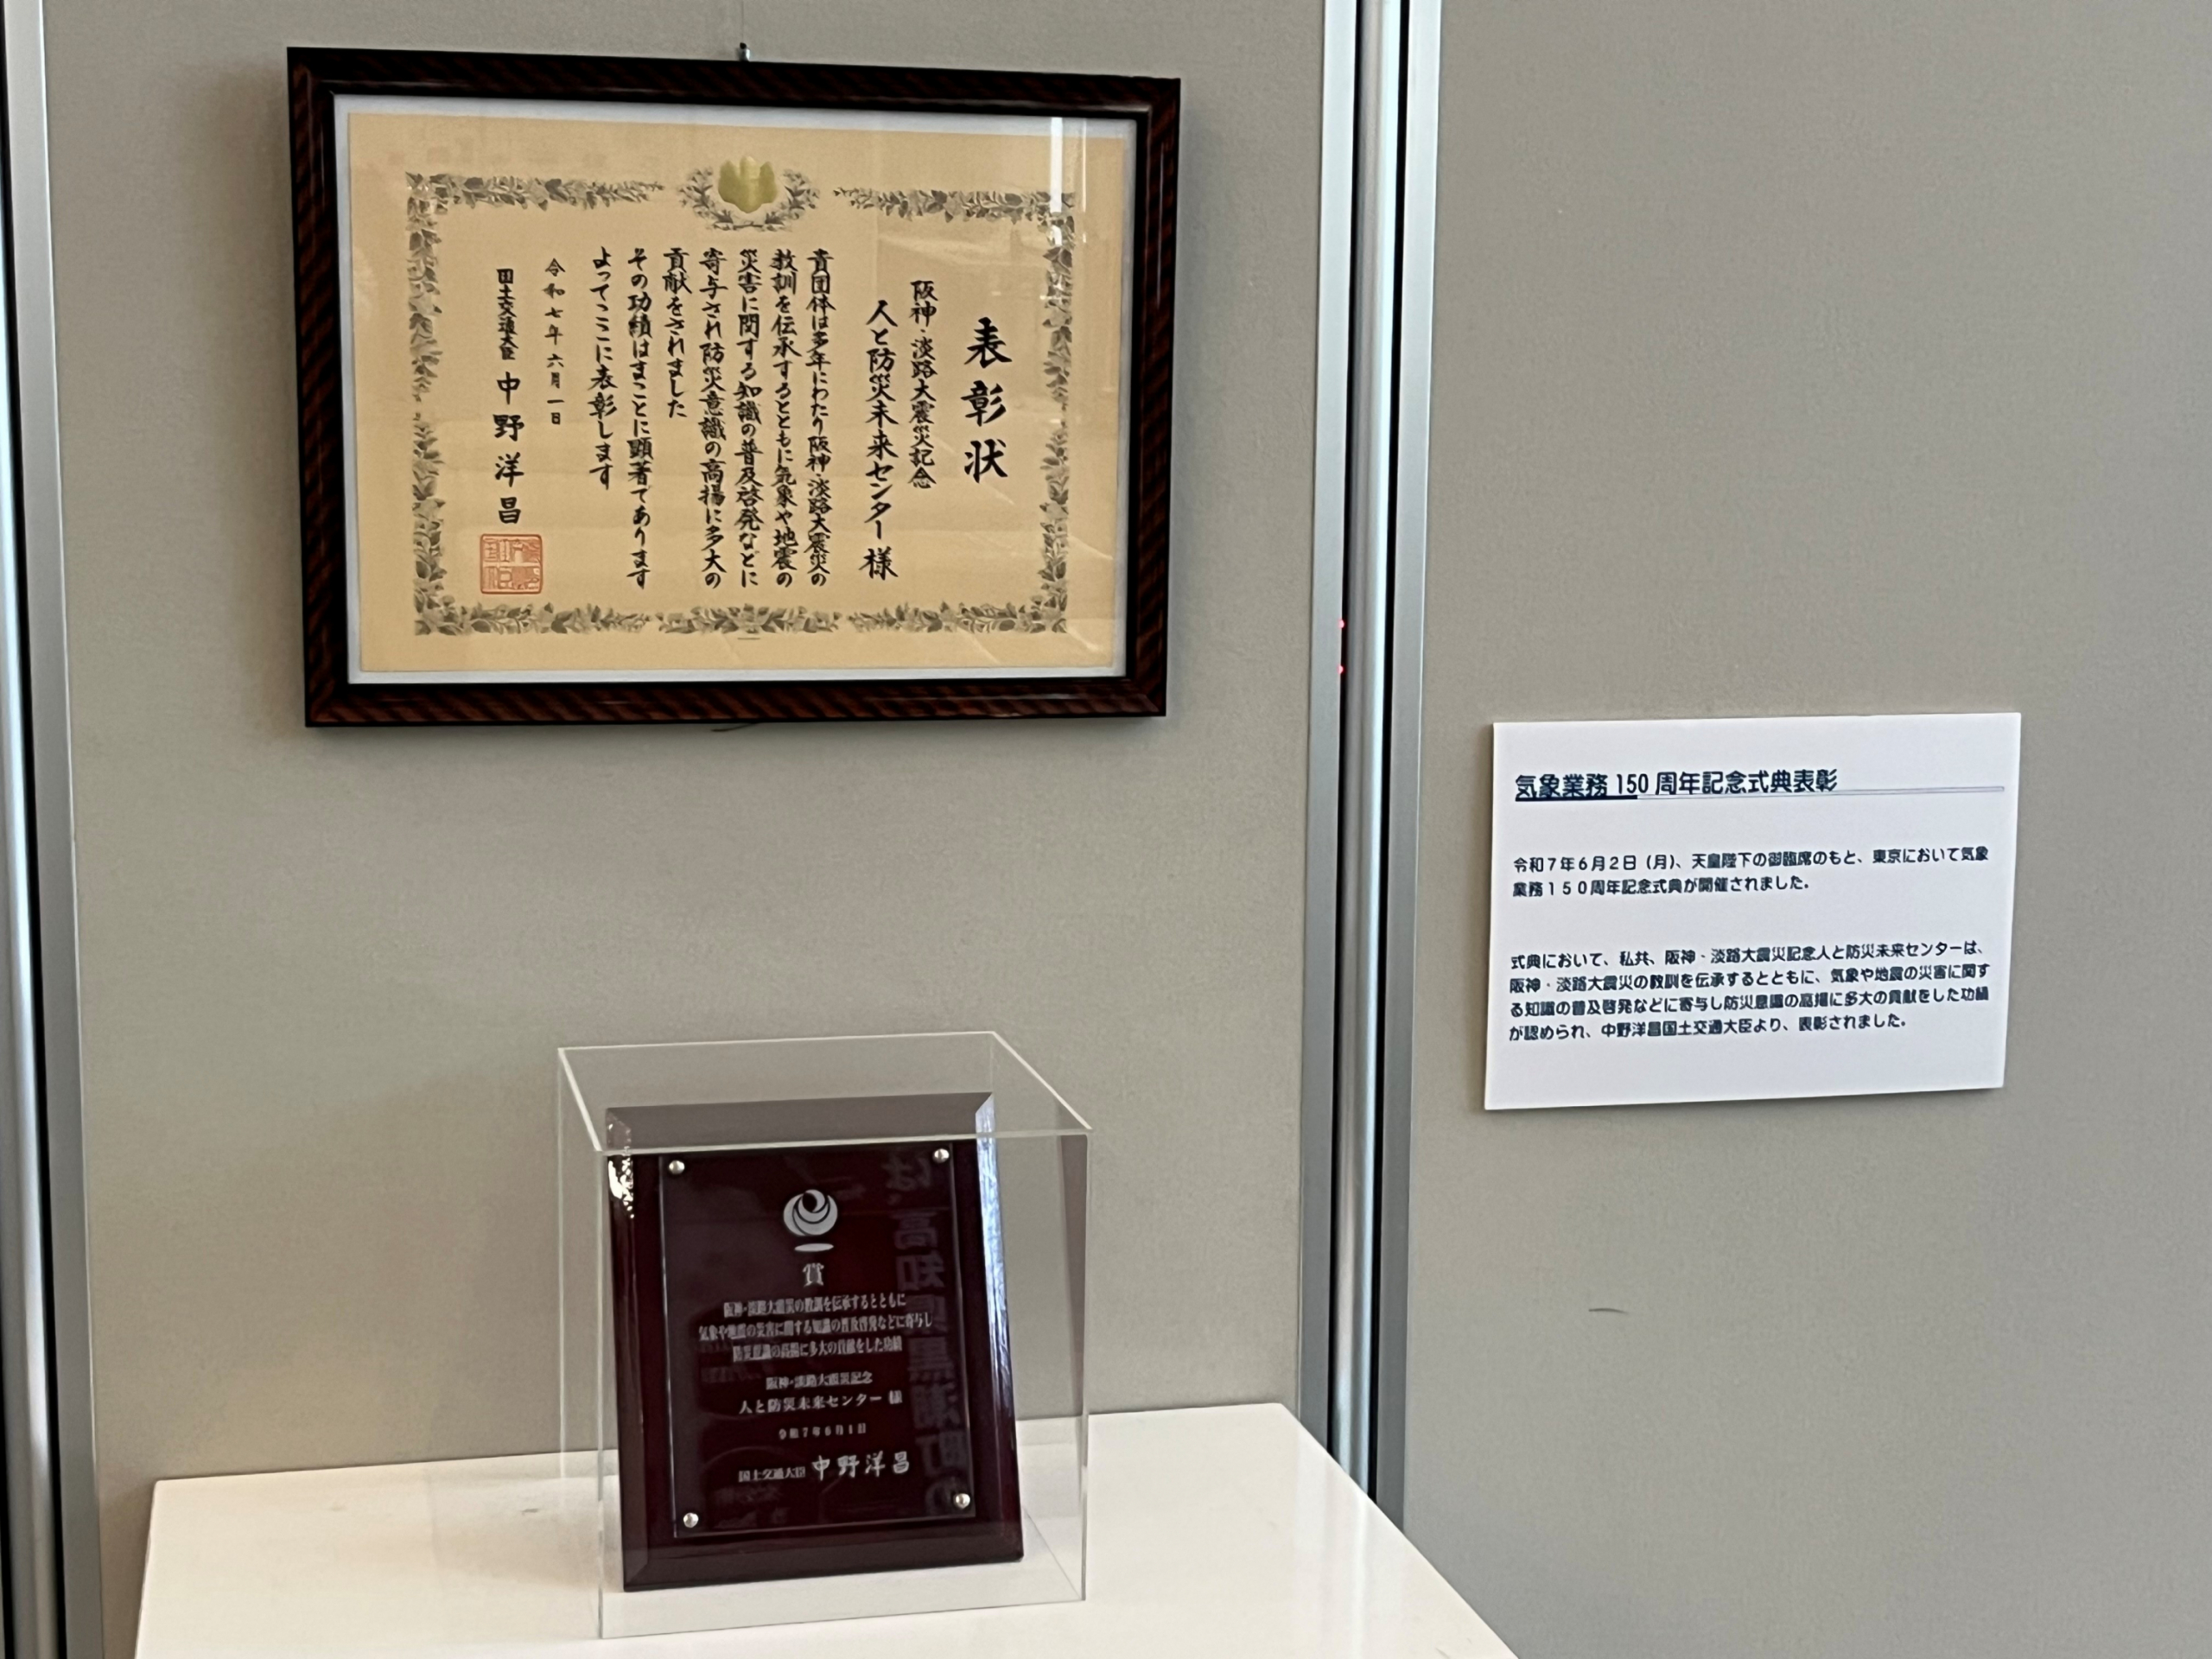 表彰状
阪神・淡路大震災記念
人と防災未来センター 様
貴団体は多年にわたり阪神・淡路大震災の
教訓を伝承するとともに気象や地震の
災害に関する知識の普及啓発などに
寄与され防災意識の高揚に多大の
貢献をされました
その功績はまことに顕著であります
よってここに表彰します
令和七年六月一日
国土交通大臣 中野洋昌
気象業務150周年記念式典表彰
令和7年6月2日(月)、天皇陛下の御臨席のもと、東京において気象
業務150周年記念式典が開催されました。
式典において、私共、阪神・淡路大震災記念人と防災未来センターは、
阪神・淡路大震災の教訓を伝承するとともに、気象や地震の災害に関す
る知識の普及啓発などに寄与し防災意識の高揚に多大の貢献をした功績
が認められ、中野洋昌国土交通大臣より、表彰されました。
賞
阪神・淡路大震災の教訓を伝承するとともに
気象や地震の災害に関する知識の普及啓発などに寄与し
防災意識の高揚に多大の貢献をした功績
阪神・淡路大震災記念
人と防災未来センター 様
令和7年6月1日
国土交通大臣 中野洋昌